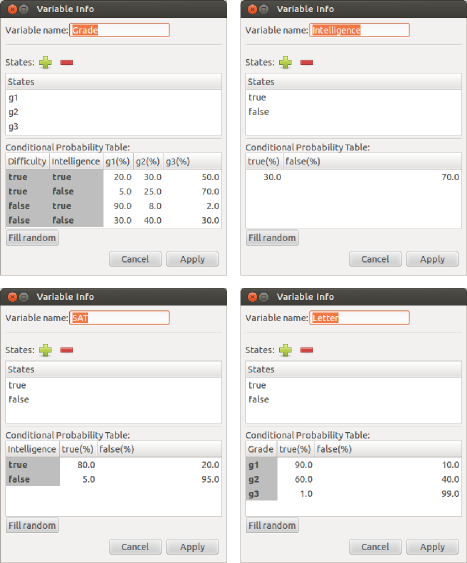 Variable Info
Variable name: Grade
States:
States
g1
g2
g3
Conditional Probability Table:
Difficulty Intelligence g1(%) g2(%) g3(%)
true true 20.0 30.0 50.0
true false 5.0 25.0 70.0
false true 90.0 8.0 2.0
false false 30.0 40.0 30.0
Fill random
Cancel Apply
Variable Info
Variable name: Intelligence
States:
States
true
false
Conditional Probability Table:
true(%) false(%)
30.0 70.0
Fill random
Cancel Apply
Variable Info
Variable name: SAT
States:
States
true
false
Conditional Probability Table:
Intelligence true(%) false(%)
true 80.0 20.0
false 5.0 95.0
Fill random
Cancel Apply
Variable Info
Variable name: Letter
States:
States
true
false
Conditional Probability Table:
Grade true(%) false(%)
g1 90.0 10.0
g2 60.0 40.0
g3 1.0 99.0
Fill random
Cancel Apply